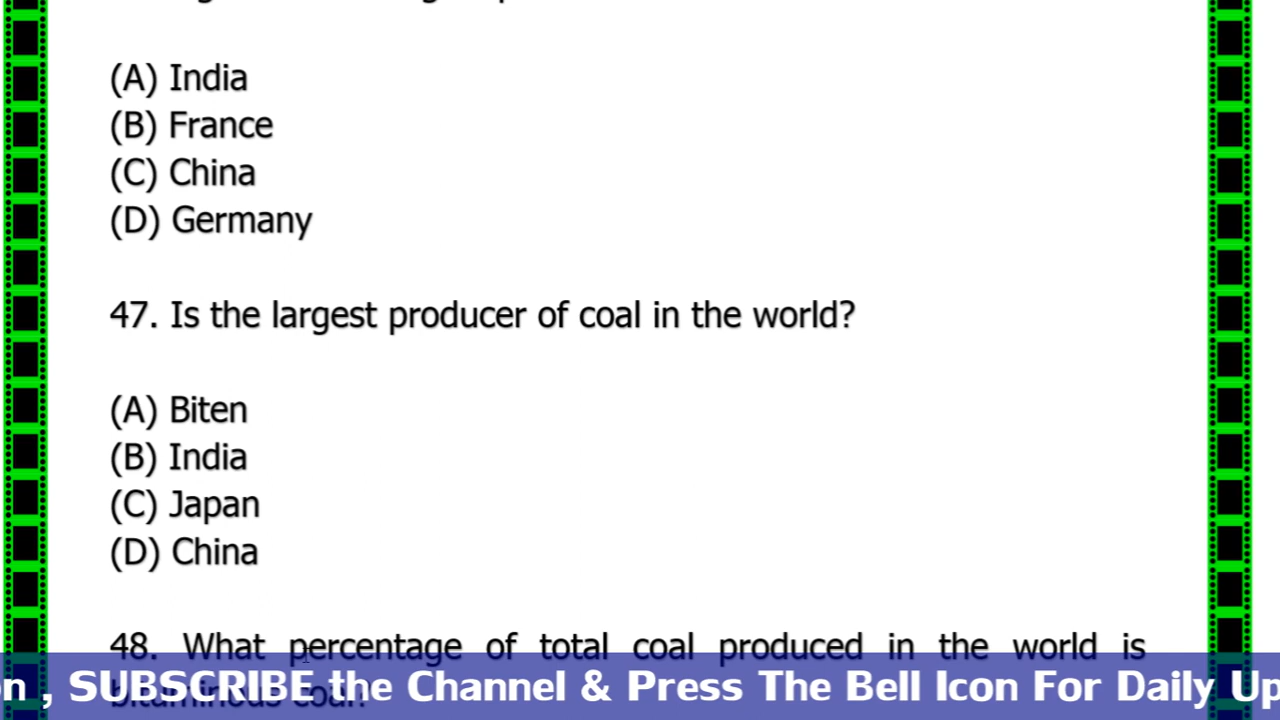 (A) India
(B) France
(C) China
(D) Germany
47. Is the largest producer of coal in the world?
(A) Biten
(B) India
(C) Japan
(D) China
48. What percentage of total coal produced in the world is
bituminous coal?
n , SUBSCRIBE the Channel & Press The Bell Icon For Daily Up